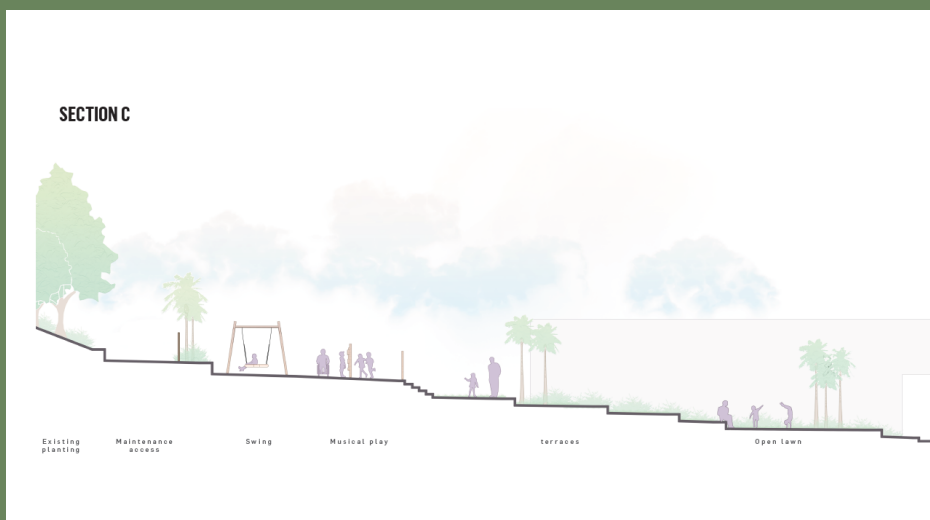 SECTION C
Existing
planting
Maintenance
access
Swing
Musical play
terraces
Open lawn